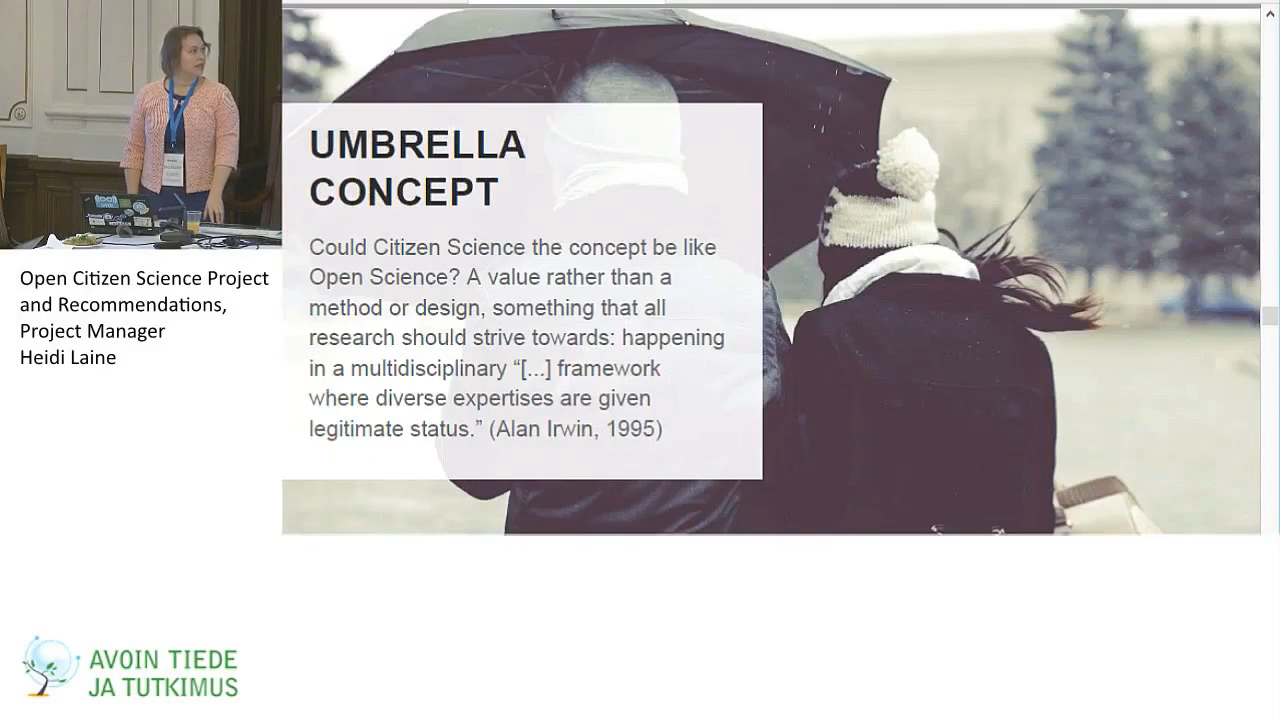 UMBRELLA
CONCEPT
Could Citizen Science the concept be like
Open Science? A value rather than a
method or design, something that all
research should strive towards: happening
in a multidisciplinary “[...] framework
where diverse expertises are given
legitimate status.” (Alan Irwin, 1995)
Open Citizen Science Project
and Recommendations,
Project Manager
Heidi Laine
AVOIN TIEDE
JA TUTKIMUS